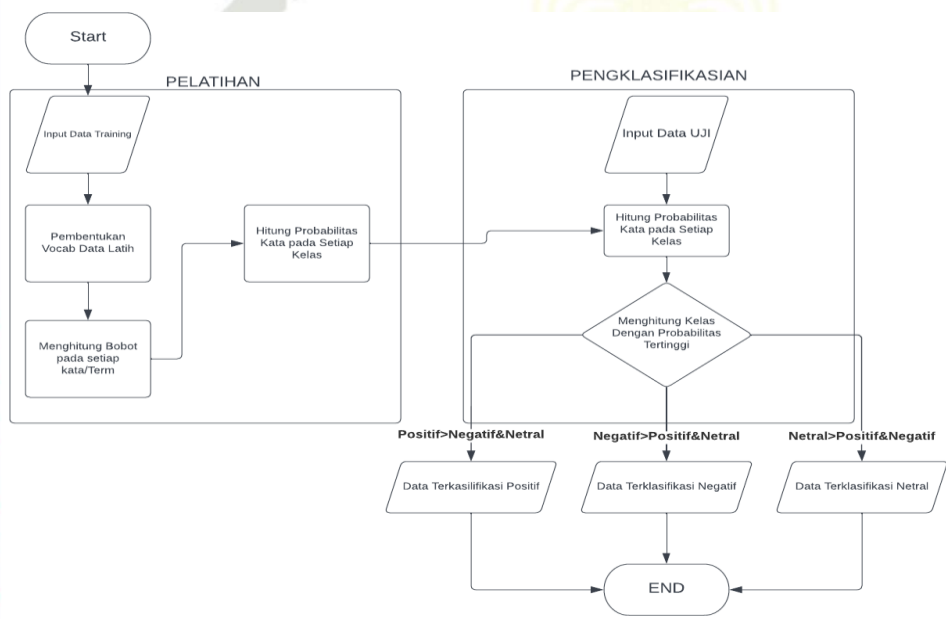 Start
PELATIHAN
Input Data Training
Pembentukan
Vocab Data Latih
Menghitung Bobot
pada setiap
kata/Term
Hitung Probabilitas
Kata pada Setiap
Kelas
PENGKLASIFIKASIAN
Input Data UJI
Hitung Probabilitas
Kata pada Setiap
Kelas
Menghitung Kelas
Dengan Probabilitas
Tertinggi
Positif>Negatif&Netral
Negatif>Positif&Netral
Netral>Positif&Negatif
Data Terkasilifikasi Positif
Data Terklasifikasi Negatif
Data Terklasifikasi Netral
END